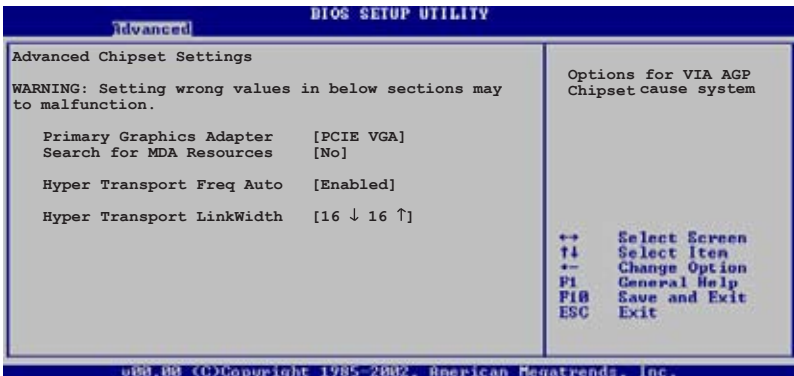 BIOS SETUP UTILITY
Advanced
Advanced Chipset Settings
WARNING: Setting wrong values in below sections may
to malfunction.
Primary Graphics Adapter [PCIE VGA]
Search for MDA Resources [No]
Hyper Transport Freq Auto [Enabled]
Hyper Transport LinkWidth [16 ↓ 16 ↑]
Options for VIA AGP
Chipset cause system
↔ Select Screen
↑↓ Select Item
+- Change Option
F1 General Help
F10 Save and Exit
ESC Exit
v00.00 (C)Copyright 1985-2002, American Megatrends, Inc.